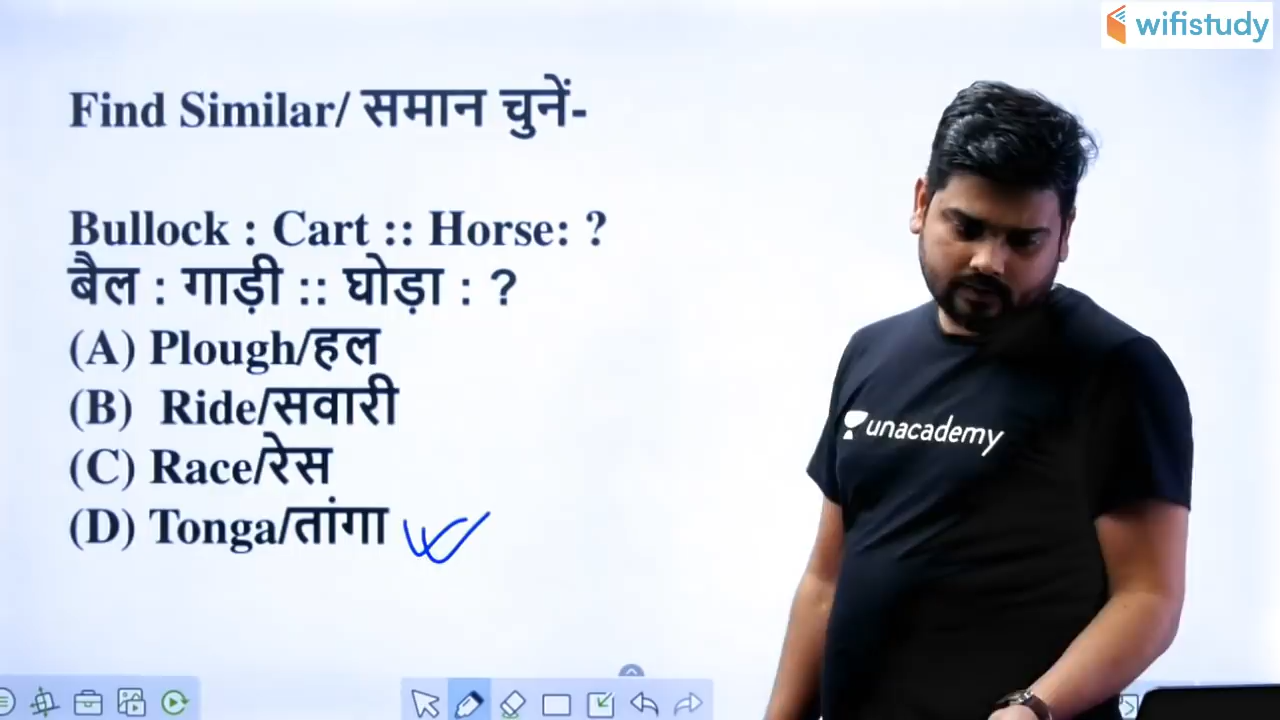 wifistudy
Find Similar/ समान चुनें-
Bullock : Cart :: Horse: ?
बैल : गाड़ी :: घोड़ा : ?
(A) Plough/हल
(B) Ride/सवारी
(C) Race/रेस
(D) Tonga/तांगा
unacademy